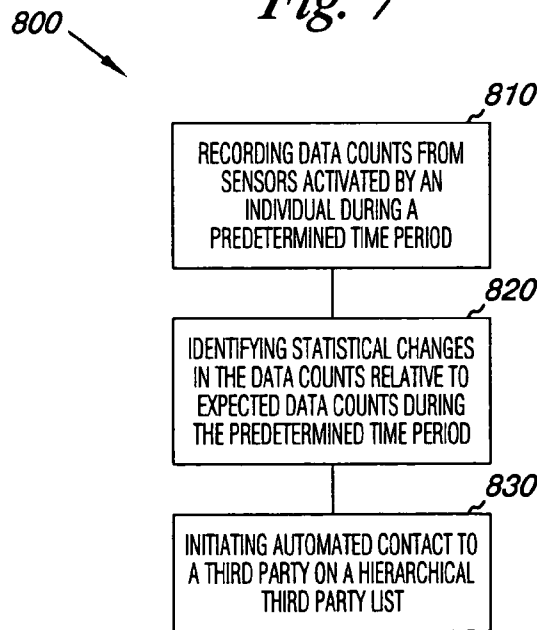 Fig. 7
800
810
RECORDING DATA COUNTS FROM
SENSORS ACTIVATED BY AN
INDIVIDUAL DURING A
PREDETERMINED TIME PERIOD
820
IDENTIFYING STATISTICAL CHANGES
IN THE DATA COUNTS RELATIVE TO
EXPECTED DATA COUNTS DURING
THE PREDETERMINED TIME PERIOD
830
INITIATING AUTOMATED CONTACT TO
A THIRD PARTY ON A HIERARCHICAL
THIRD PARTY LIST